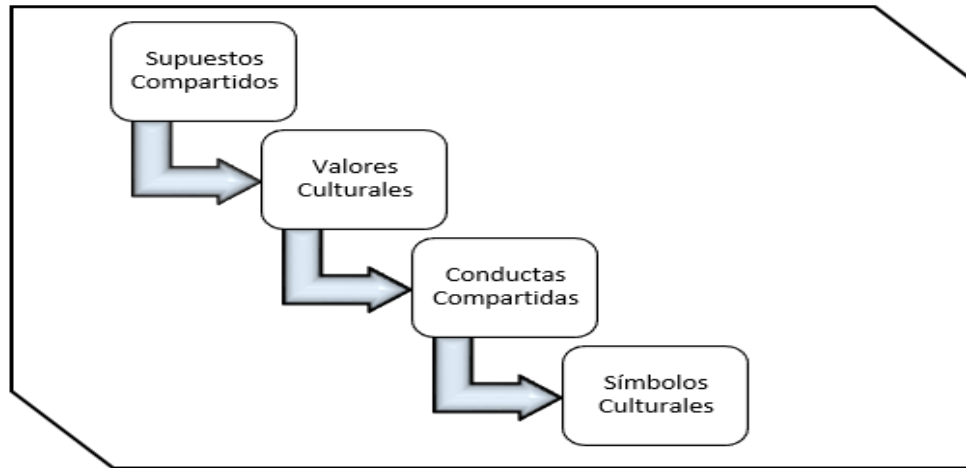 Supuestos
Compartidos
Valores
Culturales
Conductas
Compartidas
Símbolos
Culturales